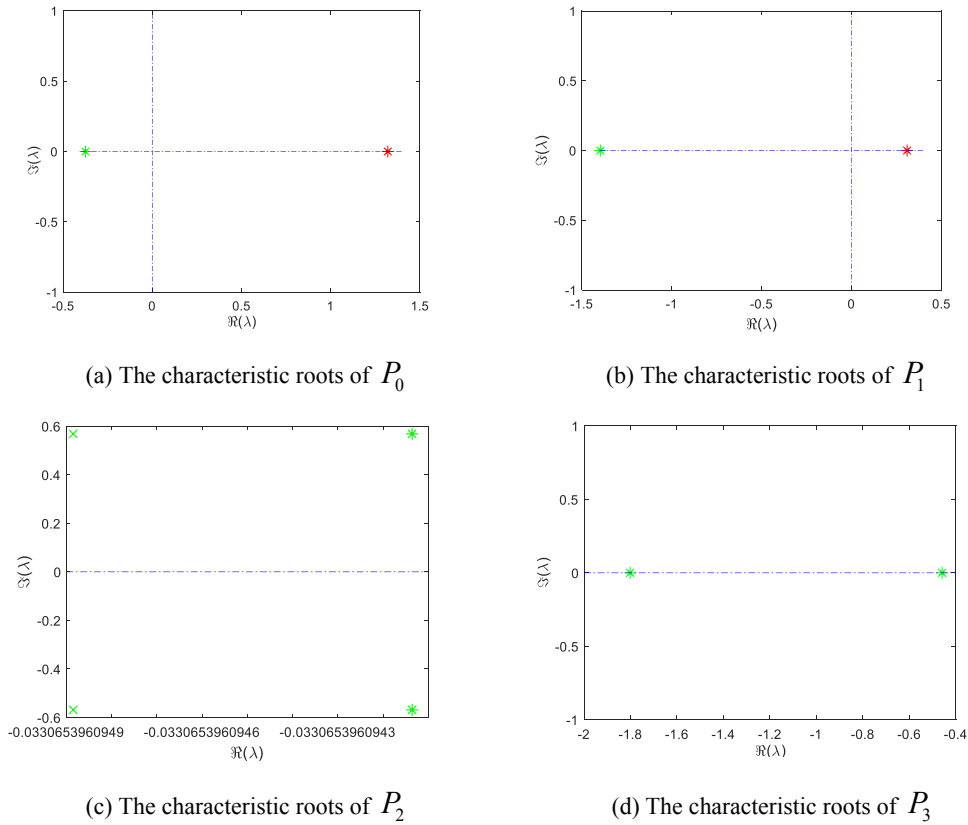 1
0.5
0
-0.5
-1
ℑ(λ)
-0.5 0 0.5 1 1.5
ℜ(λ)
(a) The characteristic roots of P₀
1
0.5
0
-0.5
-1
ℑ(λ)
-1.5 -1 -0.5 0 0.5
ℜ(λ)
(b) The characteristic roots of P₁
0.6
0.4
0.2
0
-0.2
-0.4
-0.6
ℑ(λ)
-0.0330653960949 -0.0330653960946 -0.0330653960943
ℜ(λ)
(c) The characteristic roots of P₂
1
0.5
0
-0.5
-1
ℑ(λ)
-2 -1.8 -1.6 -1.4 -1.2 -1 -0.8 -0.6 -0.4
ℜ(λ)
(d) The characteristic roots of P₃